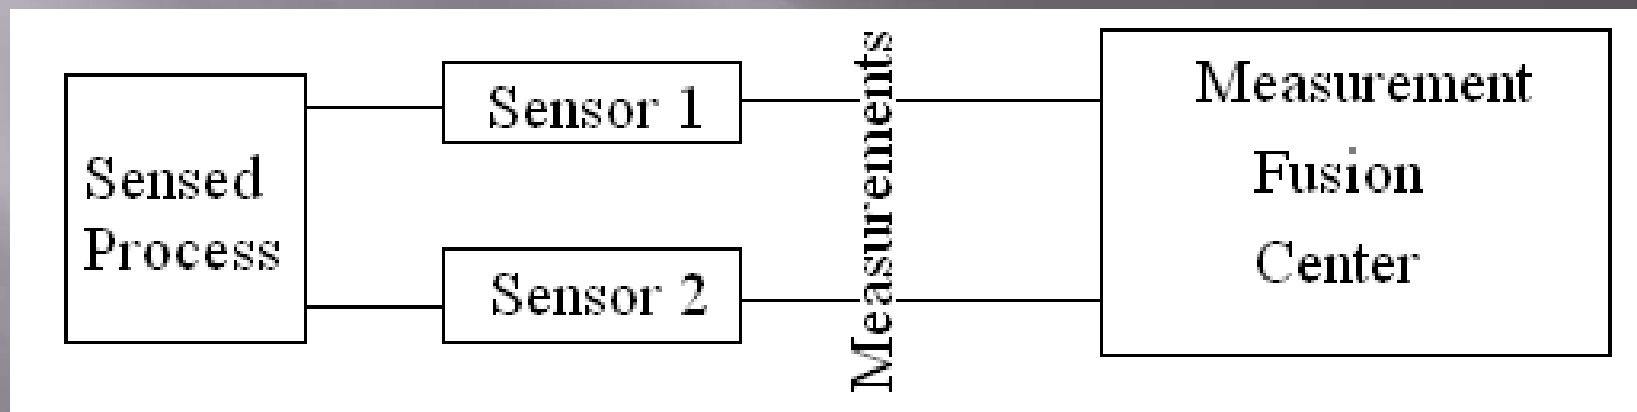 Sensed
Process
Sensor 1
Sensor 2
Measurements
Measurement
Fusion
Center